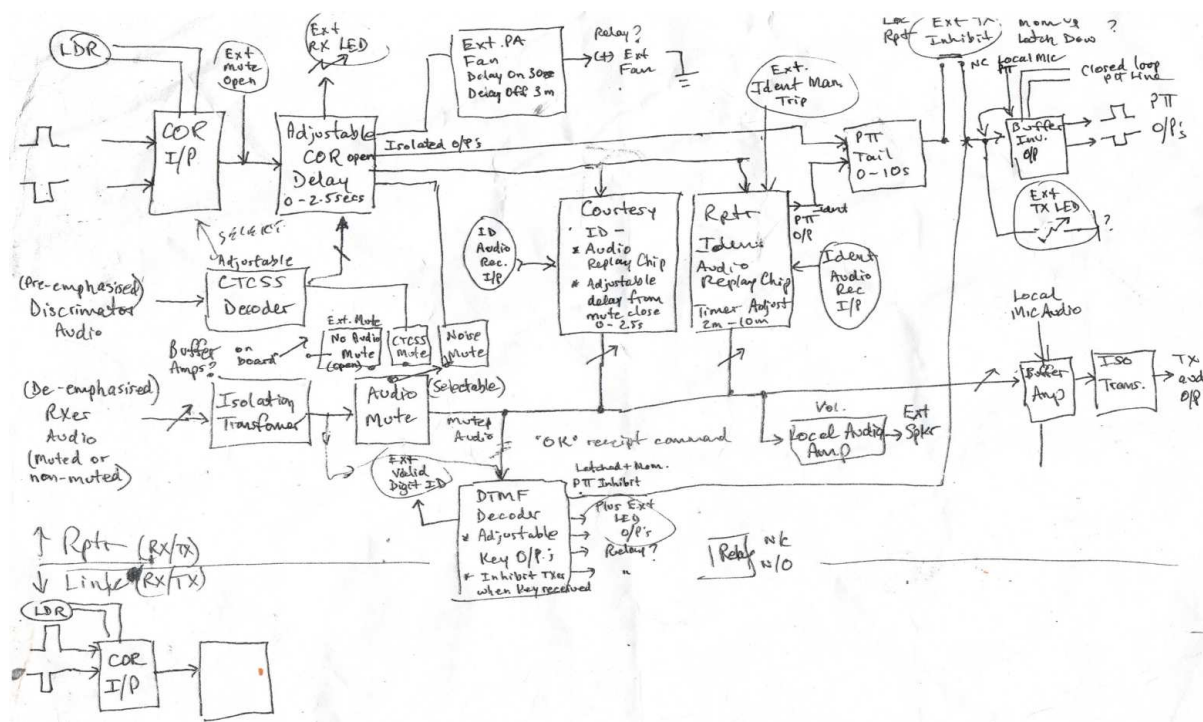 LDR
COR
I/P
Ext
Mute
Open
Ext
RX LED
Adjustable
COR open
Delay
0-2.5secs
Ext. PA
Fan
Delay On 30sec
Delay Off 3m
Relay?
(+) Ext
Fan
Isolated O/P's
Ext.
Ident Man
Trip
PTT
Tail
0-10s
Loc
Rpt
Ext TX
Inhibit
NC
?
Local Mic
PTT
Closed loop
PTT Line
Buffer
Inv.
O/P
PTT
O/P's
Ext
TX LED
?
SELECT
Adjustable
CTCSS
Decoder
(Pre-emphasised)
Discriminator
Audio
ID
Audio
Rec.
I/P
Courtesy
ID -
* Audio
Replay Chip
* Adjustable
delay from
mute close
0-2.5s
Rptr
Ident
Audio
Replay Chip
Timer Adjust
2m-10m
Ident
PTT
O/P
Ident
Audio
Rec
I/P
Buffer
Amps?
on
board
Ext. Mute
No Audio
Mute
(open)
CTCSS
Mute
Noise
Mute
(De-emphasised)
RXer
Audio
(Muted or
non-muted)
Isolation
Transfomer
Audio
Mute
(Selectable)
Muted
Audio
Local
Mic Audio
Buffer
Amp
ISO
Trans.
TX
aud
O/P
"OK" receipt command
Vol.
Local Audio
Amp
Ext
Spker
Ext
Valid
Digit ID
Latched + Mom.
PTT Inhibit
DTMF
Decoder
* Adjustable
Key O/P's
* Inhibit TXer
when key received
Plus Ext
LED
O/P's
Relay?
"
Relay
N/C
N/O
↑ Rptr (RX/TX)
↓ Link (RX/TX)
LDR
COR
I/P